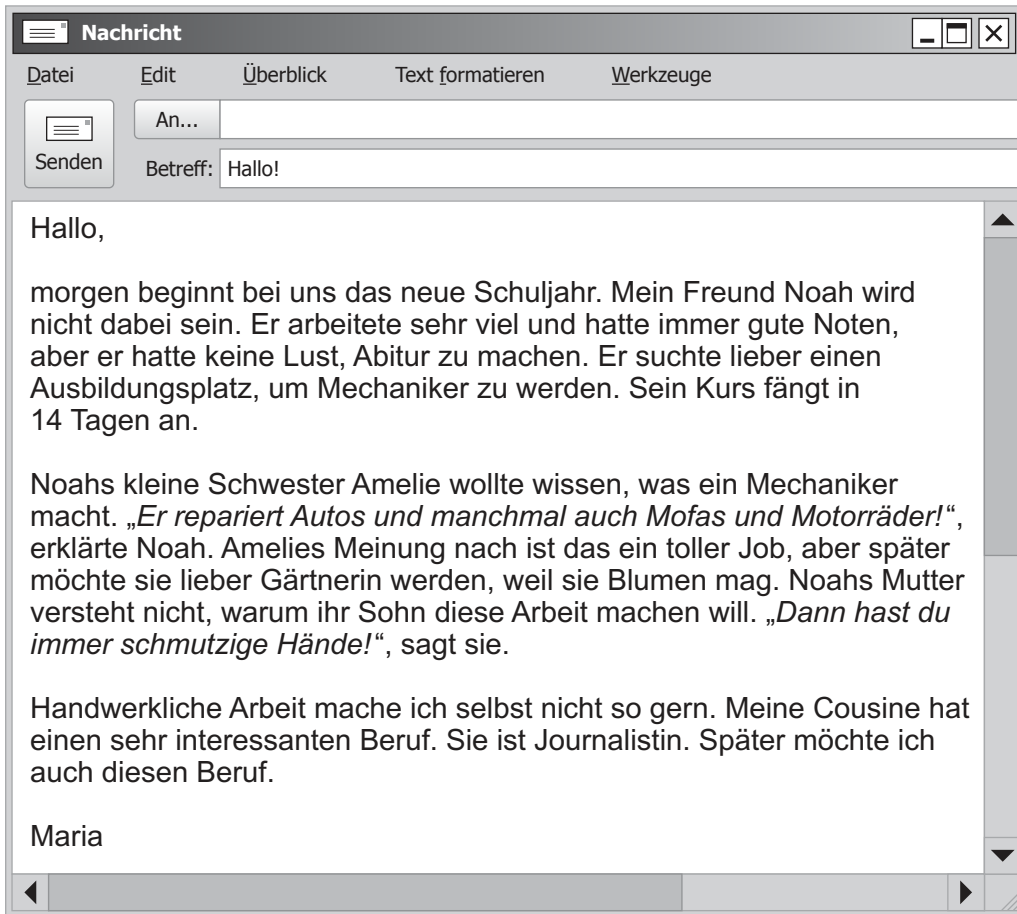 Nachricht
Datei Edit Überblick Text formatieren Werkzeuge
An...
Senden
Betreff: Hallo!
Hallo,
morgen beginnt bei uns das neue Schuljahr. Mein Freund Noah wird
nicht dabei sein. Er arbeitete sehr viel und hatte immer gute Noten,
aber er hatte keine Lust, Abitur zu machen. Er suchte lieber einen
Ausbildungsplatz, um Mechaniker zu werden. Sein Kurs fängt in
14 Tagen an.
Noahs kleine Schwester Amelie wollte wissen, was ein Mechaniker
macht. „Er repariert Autos und manchmal auch Mofas und Motorräder!“,
erklärte Noah. Amelies Meinung nach ist das ein toller Job, aber später
möchte sie lieber Gärtnerin werden, weil sie Blumen mag. Noahs Mutter
versteht nicht, warum ihr Sohn diese Arbeit machen will. „Dann hast du
immer schmutzige Hände!“, sagt sie.
Handwerkliche Arbeit mache ich selbst nicht so gern. Meine Cousine hat
einen sehr interessanten Beruf. Sie ist Journalistin. Später möchte ich
auch diesen Beruf.
Maria